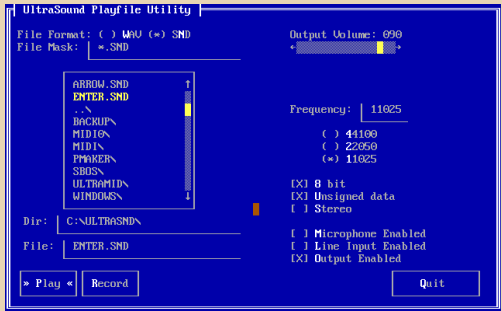 UltraSound Playfile Utility
File Format: ( ) WAV (*) SND
File Mask: *.SND
ARROW.SND
ENTER.SND
..\
BACKUP\
MIDI0\
MIDI\
PMAKER\
SBOS\
ULTRAMID\
WINDOWS\
Dir: C:\ULTRASND\
File: ENTER.SND
» Play «
Record
Output Volume: 090
Frequency: 11025
( ) 44100
( ) 22050
(*) 11025
[X] 8 bit
[X] Unsigned data
[ ] Stereo
[ ] Microphone Enabled
[ ] Line Input Enabled
[X] Output Enabled
Quit